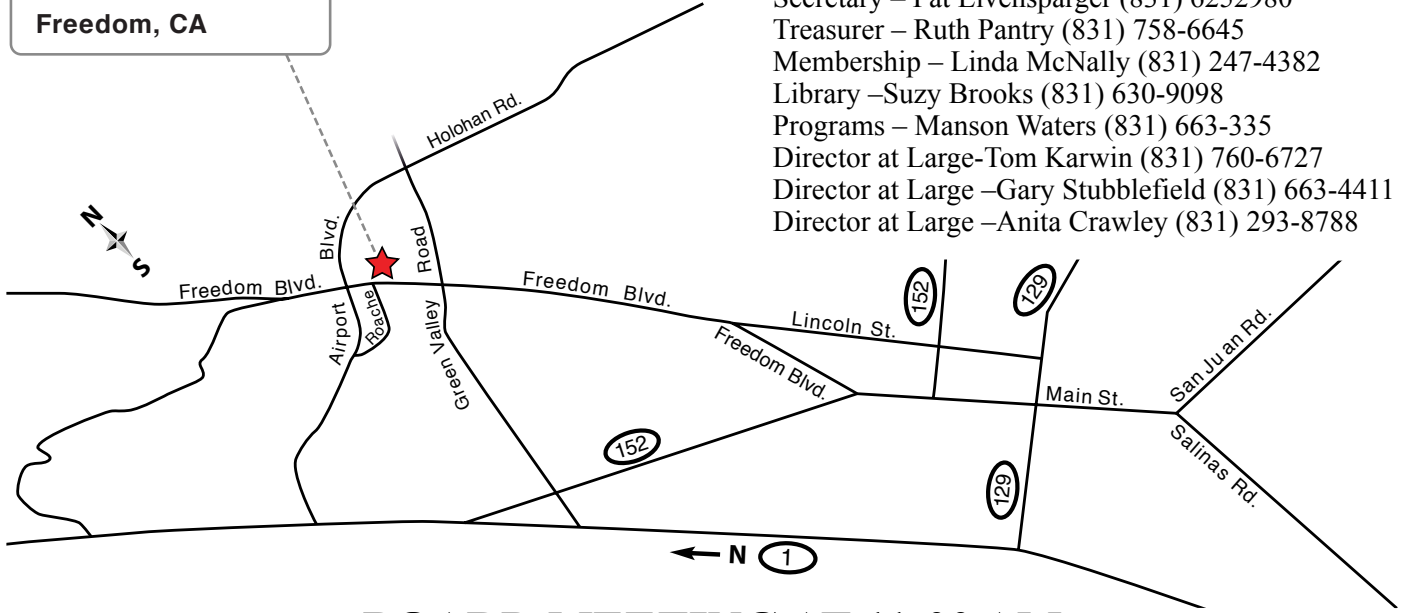 Freedom, CA
Secretary – Pat Livensparger (831) 6252980
Treasurer – Ruth Pantry (831) 758-6645
Membership – Linda McNally (831) 247-4382
Library –Suzy Brooks (831) 630-9098
Programs – Manson Waters (831) 663-335
Director at Large-Tom Karwin (831) 760-6727
Director at Large –Gary Stubblefield (831) 663-4411
Director at Large –Anita Crawley (831) 293-8788
Holohan Rd.
N
S
Airport Blvd.
Green Valley Road
Roache
Freedom Blvd.
Freedom Blvd.
Freedom Blvd.
Lincoln St.
152
129
San Juan Rd.
Main St.
Salinas Rd.
152
129
N 1
BOARD MEETING AT